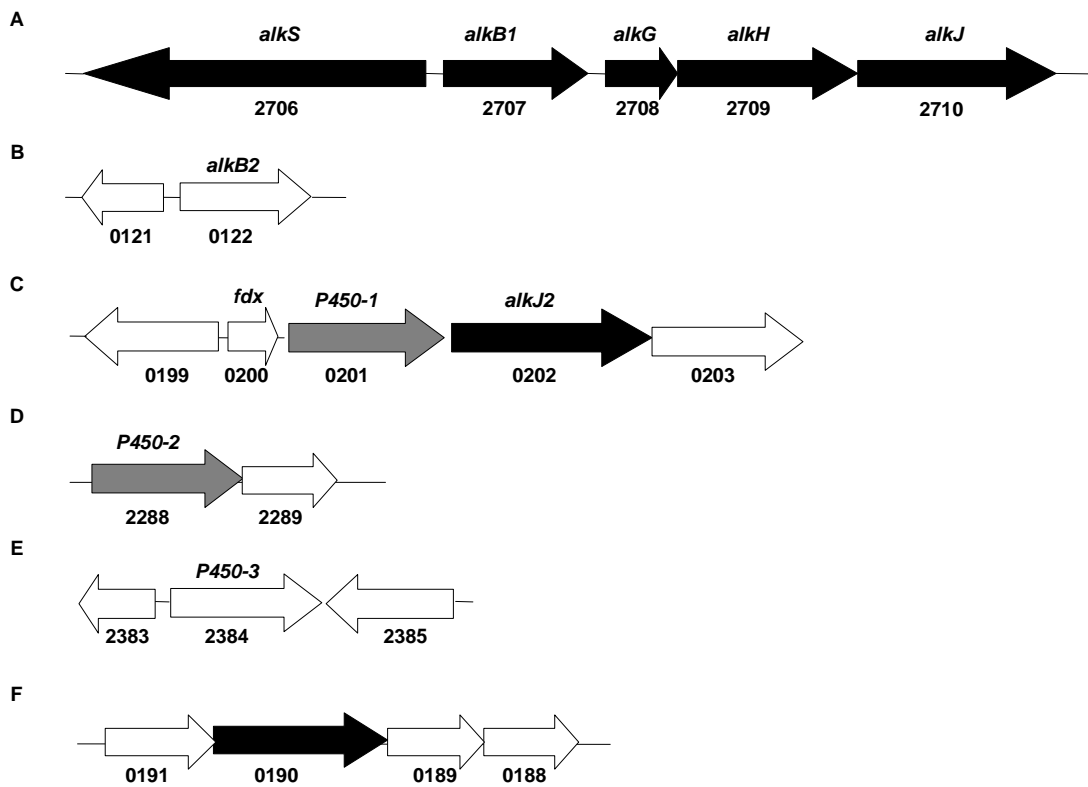 A
alkS alkB1 alkG alkH alkJ
2706 2707 2708 2709 2710
B
alkB2
0121 0122
C
fdx P450-1 alkJ2
0199 0200 0201 0202 0203
D
P450-2
2288 2289
E
P450-3
2383 2384 2385
F
0191 0190 0189 0188